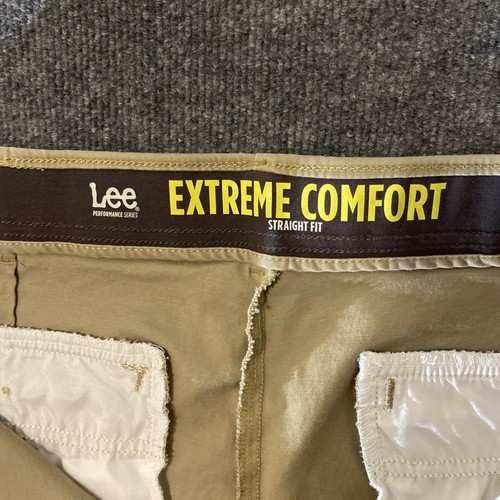 Lee
PERFORMANCE SERIES
EXTREME COMFORT
STRAIGHT FIT